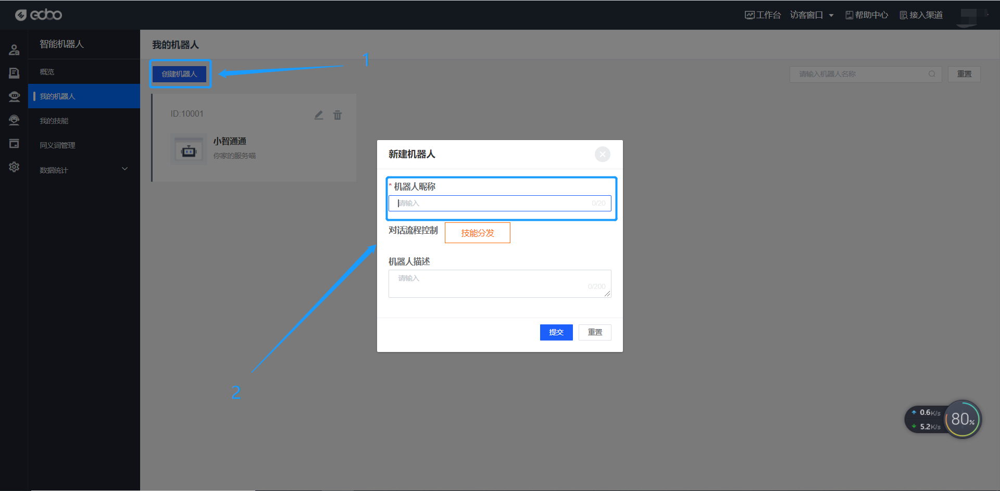 edbo
工作台 访客窗口 帮助中心 接入渠道
智能机器人
概览
我的机器人
我的技能
同义词管理
数据统计
我的机器人
1
创建机器人
请输入机器人名称
重置
ID:10001
小智通通
你家的服务喵
新建机器人
* 机器人昵称
请输入 0/20
对话流程控制 技能分发
机器人描述
请输入
0/200
提交 重置
2
0.6K/s
5.2K/s
80%